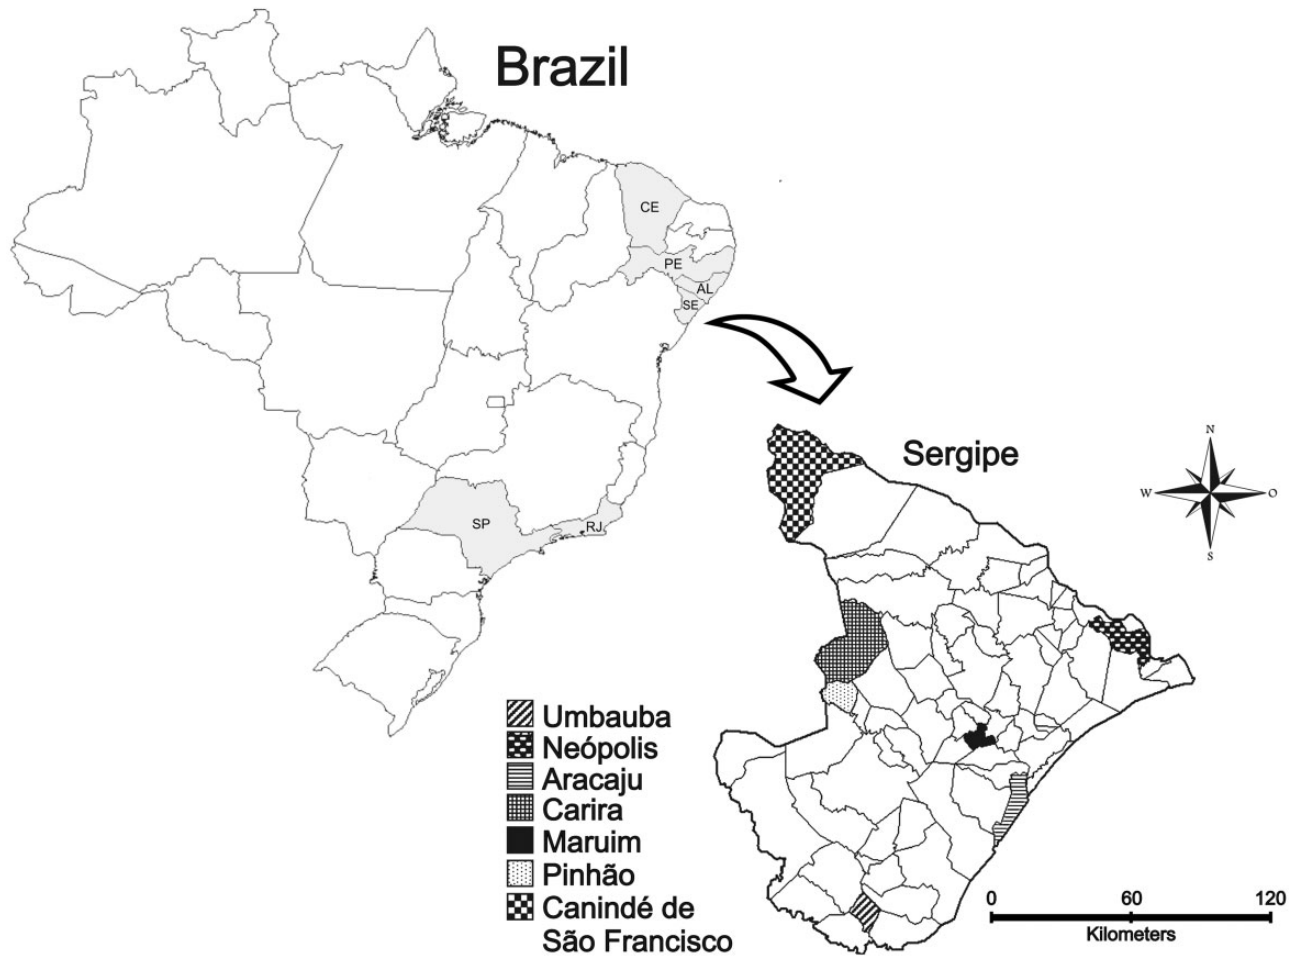 Brazil
CE
PE
AL
SE
SP
RJ
Sergipe
N
W
O
S
Umbauba
Neópolis
Aracaju
Carira
Maruim
Pinhão
Canindé de
São Francisco
0 60 120
Kilometers